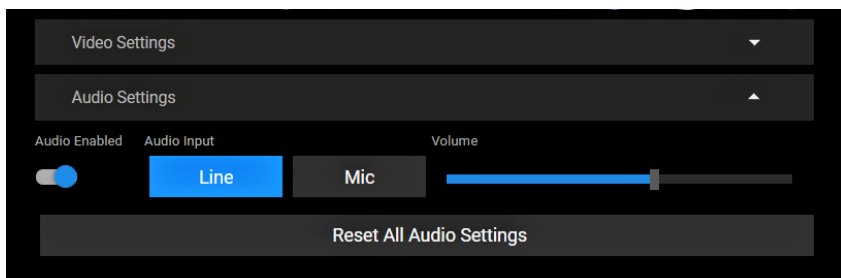 Video Settings
Audio Settings
Audio Enabled Audio Input Volume
Line Mic
Reset All Audio Settings